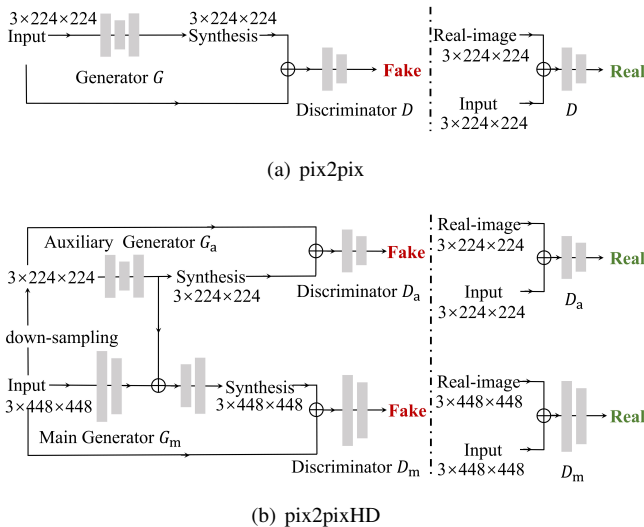 3×224×224
3×224×224
Input
Synthesis
Generator G
Fake
Discriminator D
Real-image
3×224×224
Input
3×224×224
D
Real
(a) pix2pix
Auxiliary Generator Gₐ
3×224×224
Synthesis
3×224×224
Fake
Discriminator Dₐ
Real-image
3×224×224
Input
3×224×224
Dₐ
Real
down-sampling
Input
3×448×448
Main Generator Gₘ
Synthesis
3×448×448
Fake
Discriminator Dₘ
Real-image
3×448×448
Input
3×448×448
Dₘ
Real
(b) pix2pixHD